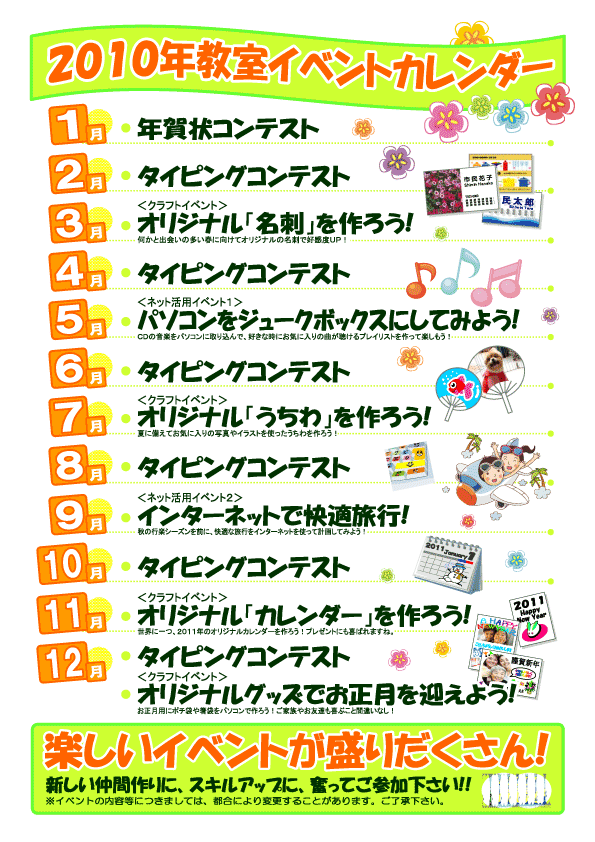 2010年教室イベントカレンダー
1月 年賀状コンテスト
2月 タイピングコンテスト
市民花子
Shimin Hanako
民太郎
<クラフトイベント>
3月 オリジナル「名刺」を作ろう!
何かと出会いの多い春に向けてオリジナルの名刺で好感度UP!
4月 タイピングコンテスト
<ネット活用イベント1>
5月 パソコンをジュークボックスにしてみよう!
CDの音楽をパソコンに取り込んで、好きな時にお気に入りの曲が聴けるプレイリストを作って楽しもう!
6月 タイピングコンテスト
<クラフトイベント>
7月 オリジナル「うちわ」を作ろう!
夏に備えてお気に入りの写真やイラストを使ったうちわを作ろう!
8月 タイピングコンテスト
<ネット活用イベント2>
9月 インターネットで快適旅行!
秋の行楽シーズンを前に、快適な旅行をインターネットを使って計画してみよう!
10月 タイピングコンテスト
2011 January 1
<クラフトイベント>
11月 オリジナル「カレンダー」を作ろう!
世界に一つ、2011年のオリジナルカレンダーを作ろう!プレゼントにも喜ばれますね。
2011
Happy
New Year
A HAPPY
謹賀新年
12月 タイピングコンテスト
<クラフトイベント>
オリジナルグッズでお正月を迎えよう!
お正月用にポチ袋や箸袋をパソコンで作ろう!ご家族やお友達も喜ぶこと間違いなし!
楽しいイベントが盛りだくさん!
新しい仲間作りに、スキルアップに、奮ってご参加下さい!!
※イベントの内容等につきましては、都合により変更することがあります。ご了承下さい。